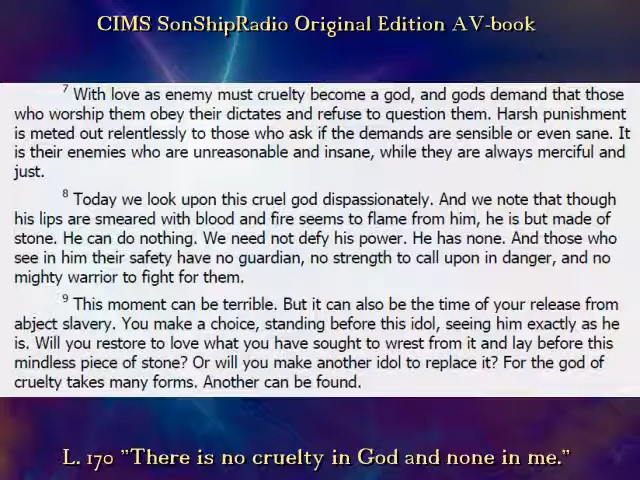 CIMS SonShipRadio Original Edition AV-book
7 With love as enemy must cruelty become a god, and gods demand that those
who worship them obey their dictates and refuse to question them. Harsh punishment
is meted out relentlessly to those who ask if the demands are sensible or even sane. It
is their enemies who are unreasonable and insane, while they are always merciful and
just.
8 Today we look upon this cruel god dispassionately. And we note that though
his lips are smeared with blood and fire seems to flame from him, he is but made of
stone. He can do nothing. We need not defy his power. He has none. And those who
see in him their safety have no guardian, no strength to call upon in danger, and no
mighty warrior to fight for them.
9 This moment can be terrible. But it can also be the time of your release from
abject slavery. You make a choice, standing before this idol, seeing him exactly as he
is. Will you restore to love what you have sought to wrest from it and lay before this
mindless piece of stone? Or will you make another idol to replace it? For the god of
cruelty takes many forms. Another can be found.
L. 170 "There is no cruelty in God and none in me."